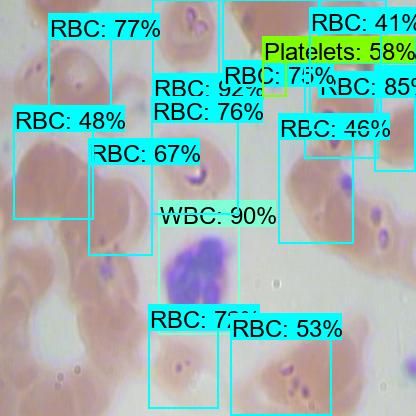 RBC: 77%
RBC: 41%
Platelets: 58%
RBC: 75%
RBC: 92%
RBC: 85%
RBC: 76%
RBC: 48%
RBC: 46%
RBC: 67%
WBC: 90%
RBC: 53%